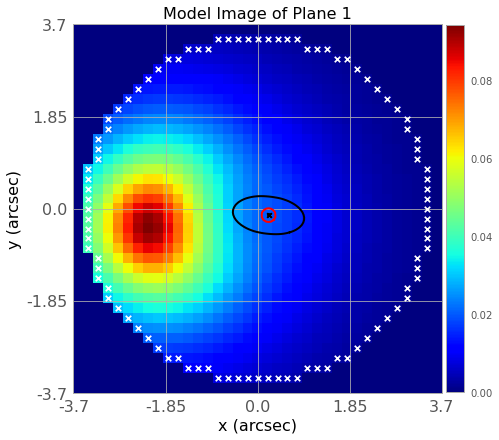 Model Image of Plane 1
3.7
1.85
0.0
-1.85
-3.7
y (arcsec)
-3.7 -1.85 0.0 1.85 3.7
x (arcsec)
0.08
0.06
0.04
0.02
0.00